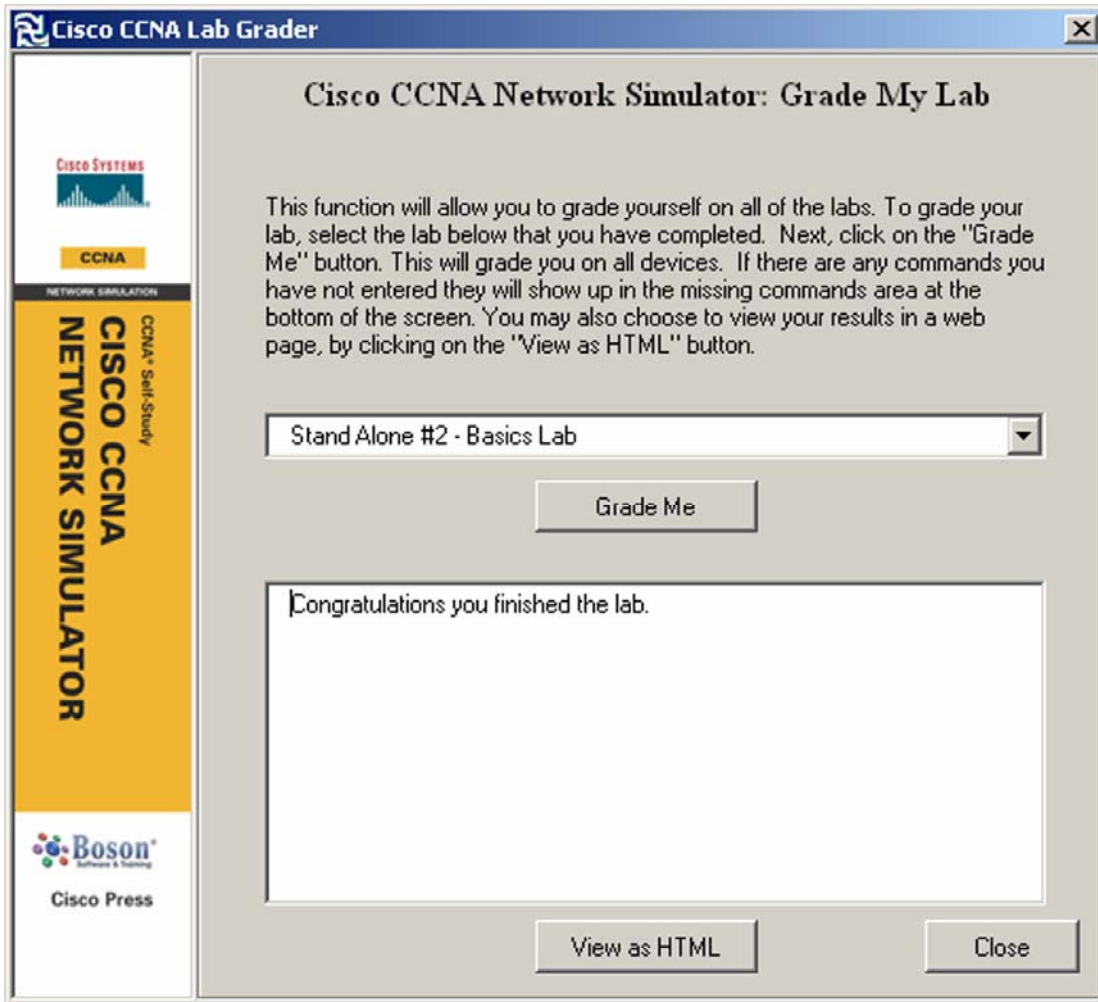 Cisco CCNA Lab Grader
Cisco CCNA Network Simulator: Grade My Lab
CISCO SYSTEMS
CCNA
NETWORK SIMULATION
CCNA® Self-Study
CISCO CCNA
NETWORK SIMULATOR
Boson®
Software & Training
Cisco Press
This function will allow you to grade yourself on all of the labs. To grade your
lab, select the lab below that you have completed. Next, click on the "Grade
Me" button. This will grade you on all devices. If there are any commands you
have not entered they will show up in the missing commands area at the
bottom of the screen. You may also choose to view your results in a web
page, by clicking on the "View as HTML" button.
Stand Alone #2 - Basics Lab
Grade Me
Congratulations you finished the lab.
View as HTML
Close